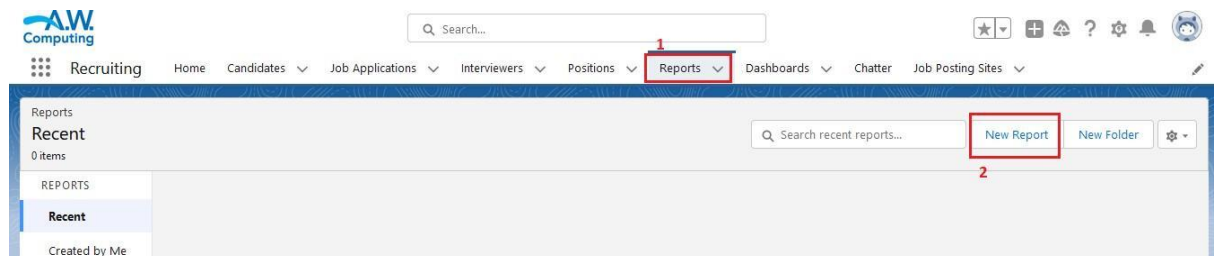 A.W.
Computing
Search...
1
Recruiting Home Candidates Job Applications Interviewers Positions Reports Dashboards Chatter Job Posting Sites
Reports
Recent
0 items
Search recent reports... New Report New Folder
2
REPORTS
Recent
Created by Me